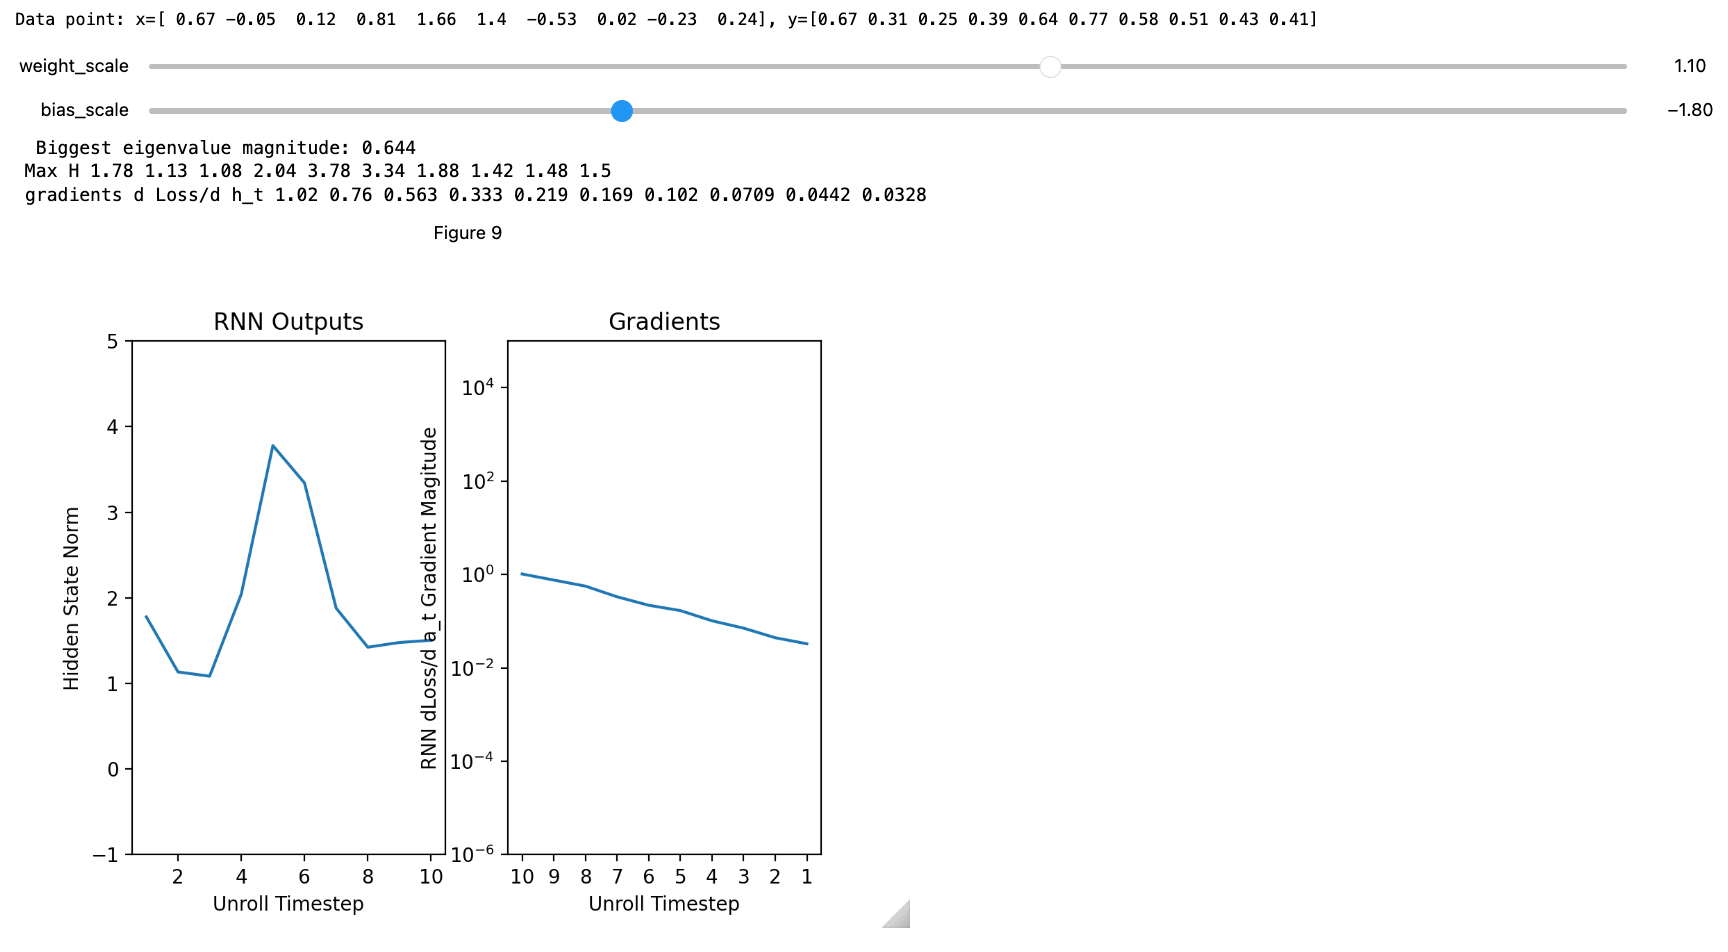 Data point: x=[ 0.67 -0.05  0.12  0.81  1.66  1.4  -0.53  0.02 -0.23  0.24], y=[0.67 0.31 0.25 0.39 0.64 0.77 0.58 0.51 0.43 0.41]
weight_scale 1.10
bias_scale −1.80
Biggest eigenvalue magnitude: 0.644
Max H 1.78 1.13 1.08 2.04 3.78 3.34 1.88 1.42 1.48 1.5
gradients d Loss/d h_t 1.02 0.76 0.563 0.333 0.219 0.169 0.102 0.0709 0.0442 0.0328
Figure 9
RNN Outputs
Hidden State Norm
5
4
3
2
1
0
−1
2 4 6 8 10
Unroll Timestep
Gradients
RNN dLoss/d a_t Gradient Magitude
10⁴
10²
10⁰
10⁻²
10⁻⁴
10⁻⁶
10 9 8 7 6 5 4 3 2 1
Unroll Timestep